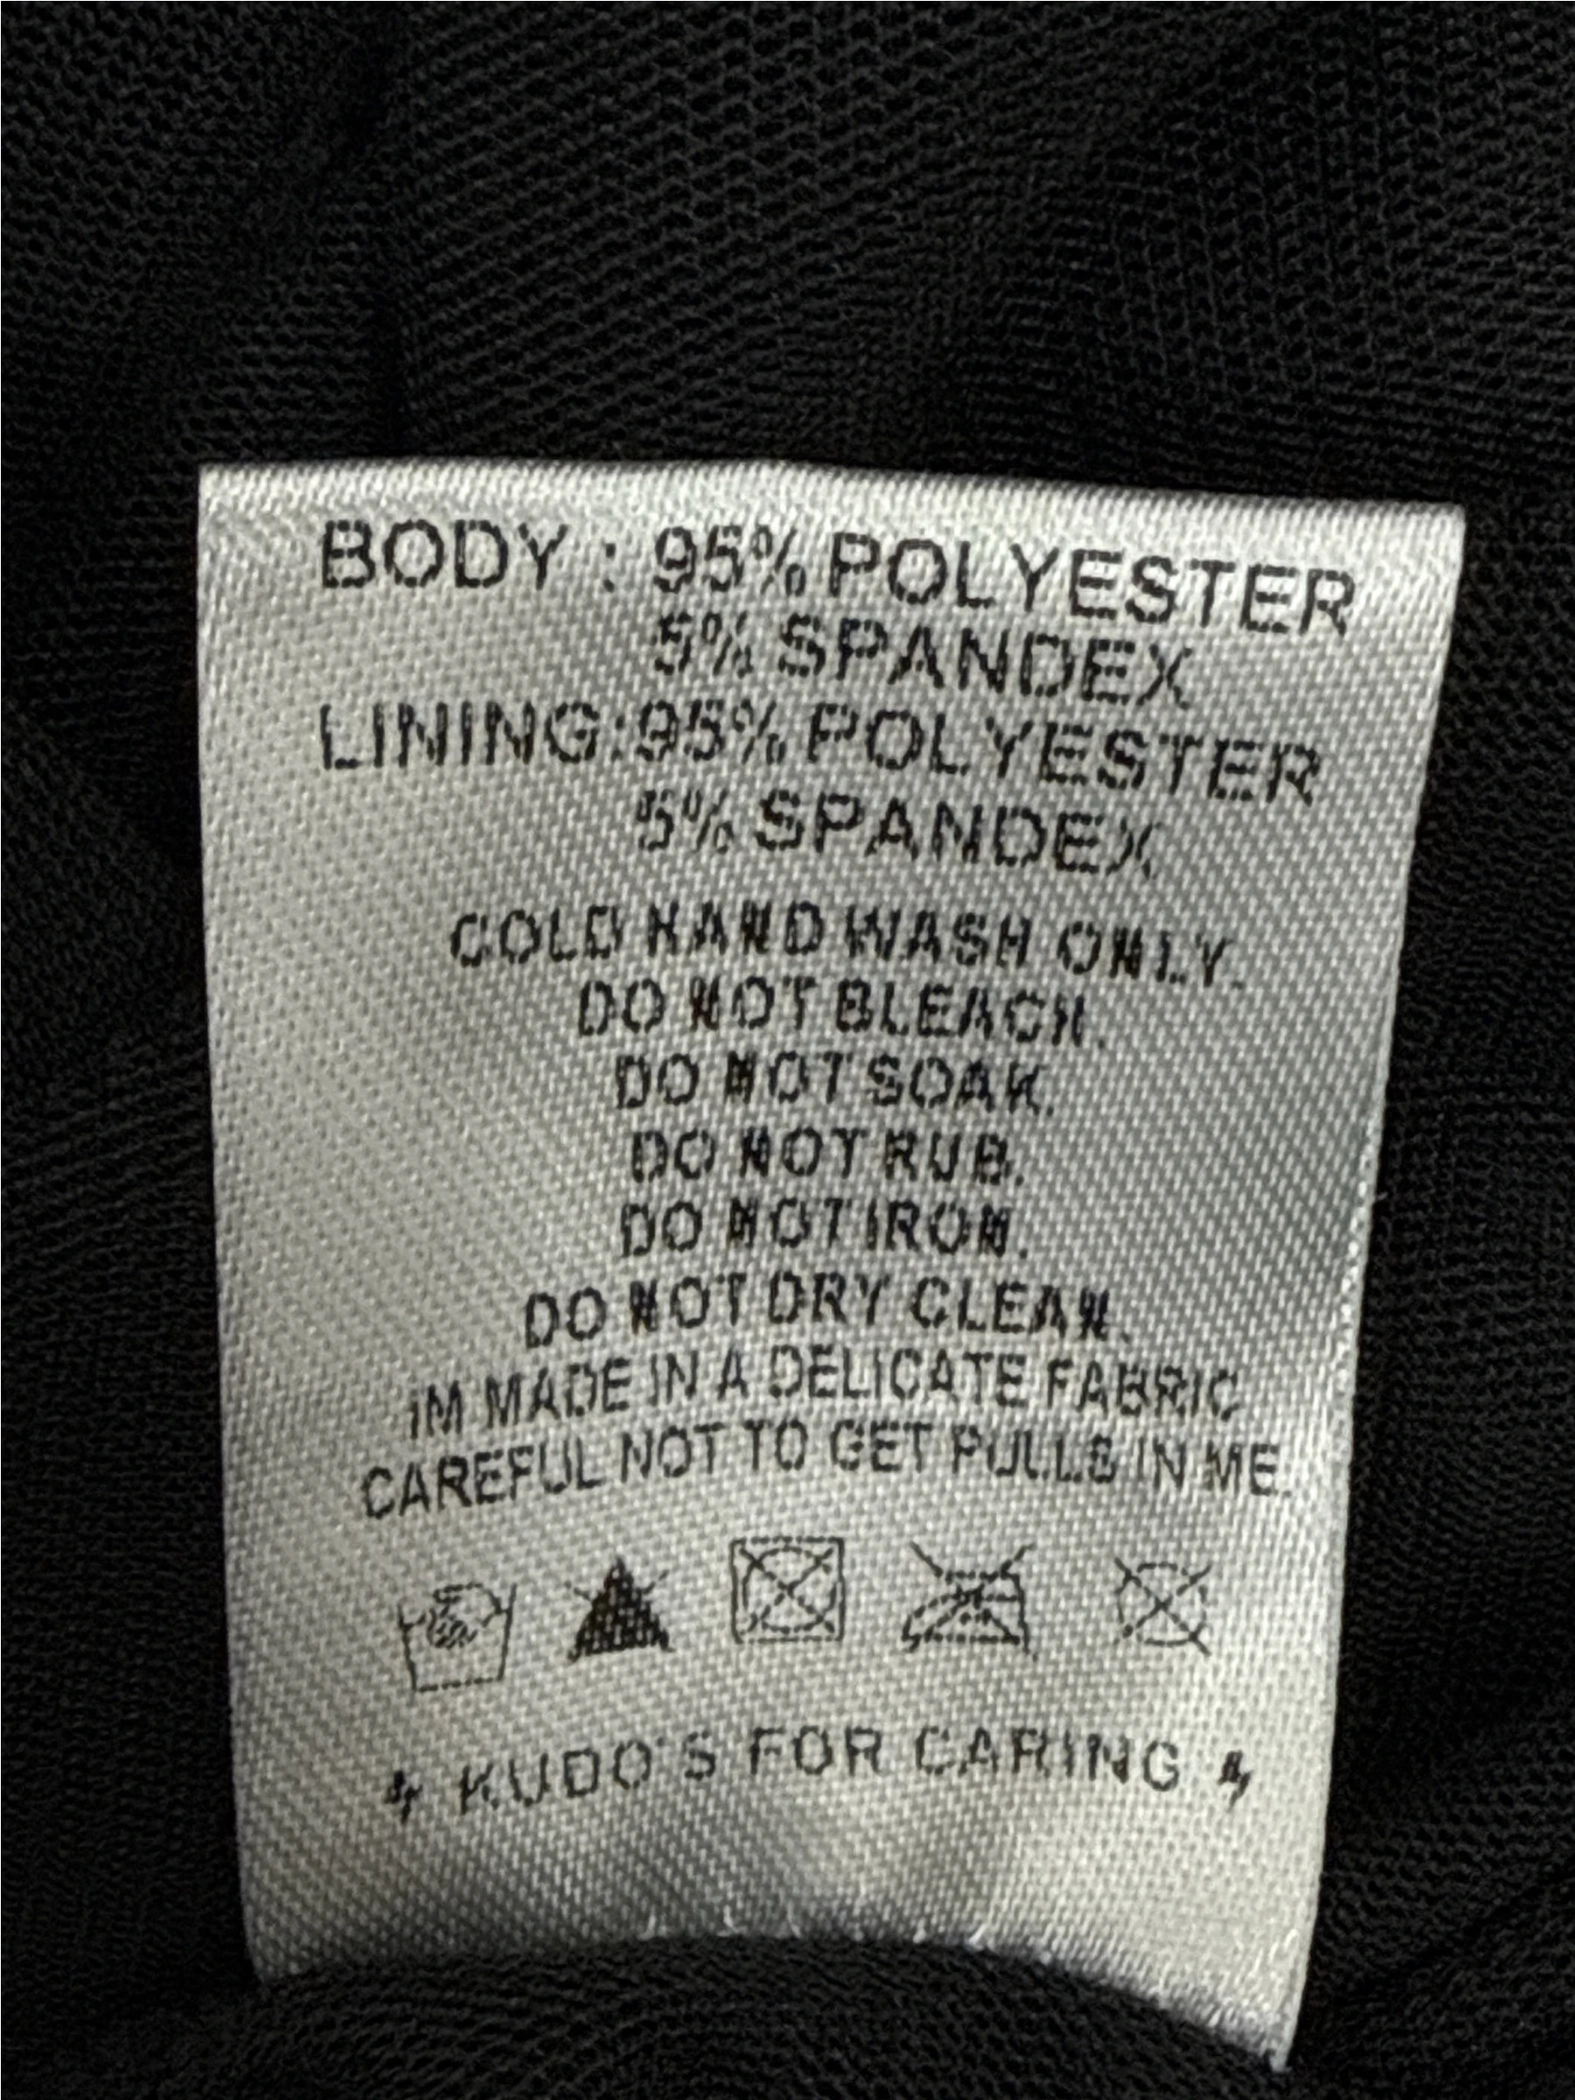 BODY : 95% POLYESTER
5% SPANDEX
LINING:95% POLYESTER
5% SPANDEX
COLD HAND WASH ONLY.
DO NOT BLEACH.
DO NOT SOAK.
DO NOT RUB.
DO NOT IRON.
DO NOT DRY CLEAN.
IM MADE IN A DELICATE FABRIC
CAREFUL NOT TO GET PULLS IN ME.
KUDO'S FOR CARING